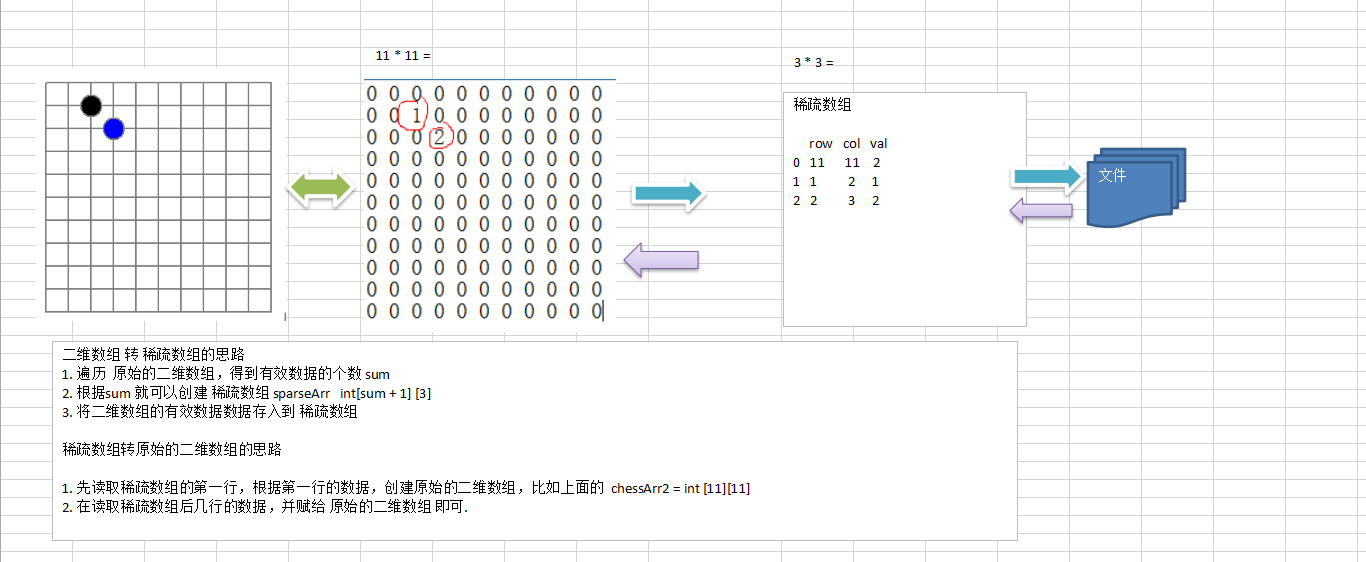 11 * 11 =
0 0 0 0 0 0 0 0 0 0 0
0 0 1 0 0 0 0 0 0 0 0
0 0 0 2 0 0 0 0 0 0 0
0 0 0 0 0 0 0 0 0 0 0
0 0 0 0 0 0 0 0 0 0 0
0 0 0 0 0 0 0 0 0 0 0
0 0 0 0 0 0 0 0 0 0 0
0 0 0 0 0 0 0 0 0 0 0
0 0 0 0 0 0 0 0 0 0 0
0 0 0 0 0 0 0 0 0 0 0
0 0 0 0 0 0 0 0 0 0 0
3 * 3 =
稀疏数组
row col val
0 11 11 2
1 1 2 1
2 2 3 2
文件
二维数组 转 稀疏数组的思路
1. 遍历 原始的二维数组，得到有效数据的个数 sum
2. 根据sum 就可以创建 稀疏数组 sparseArr int[sum + 1] [3]
3. 将二维数组的有效数据数据存入到 稀疏数组
稀疏数组转原始的二维数组的思路
1. 先读取稀疏数组的第一行，根据第一行的数据，创建原始的二维数组，比如上面的 chessArr2 = int [11][11]
2. 在读取稀疏数组后几行的数据，并赋给 原始的二维数组 即可.